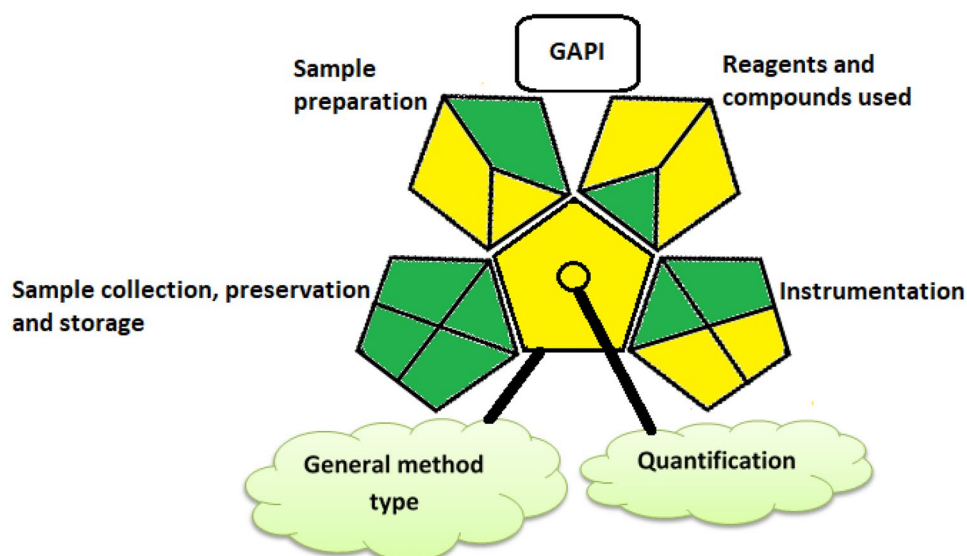 GAPI
Sample
preparation
Reagents and
compounds used
Sample collection, preservation
and storage
Instrumentation
General method
type
Quantification